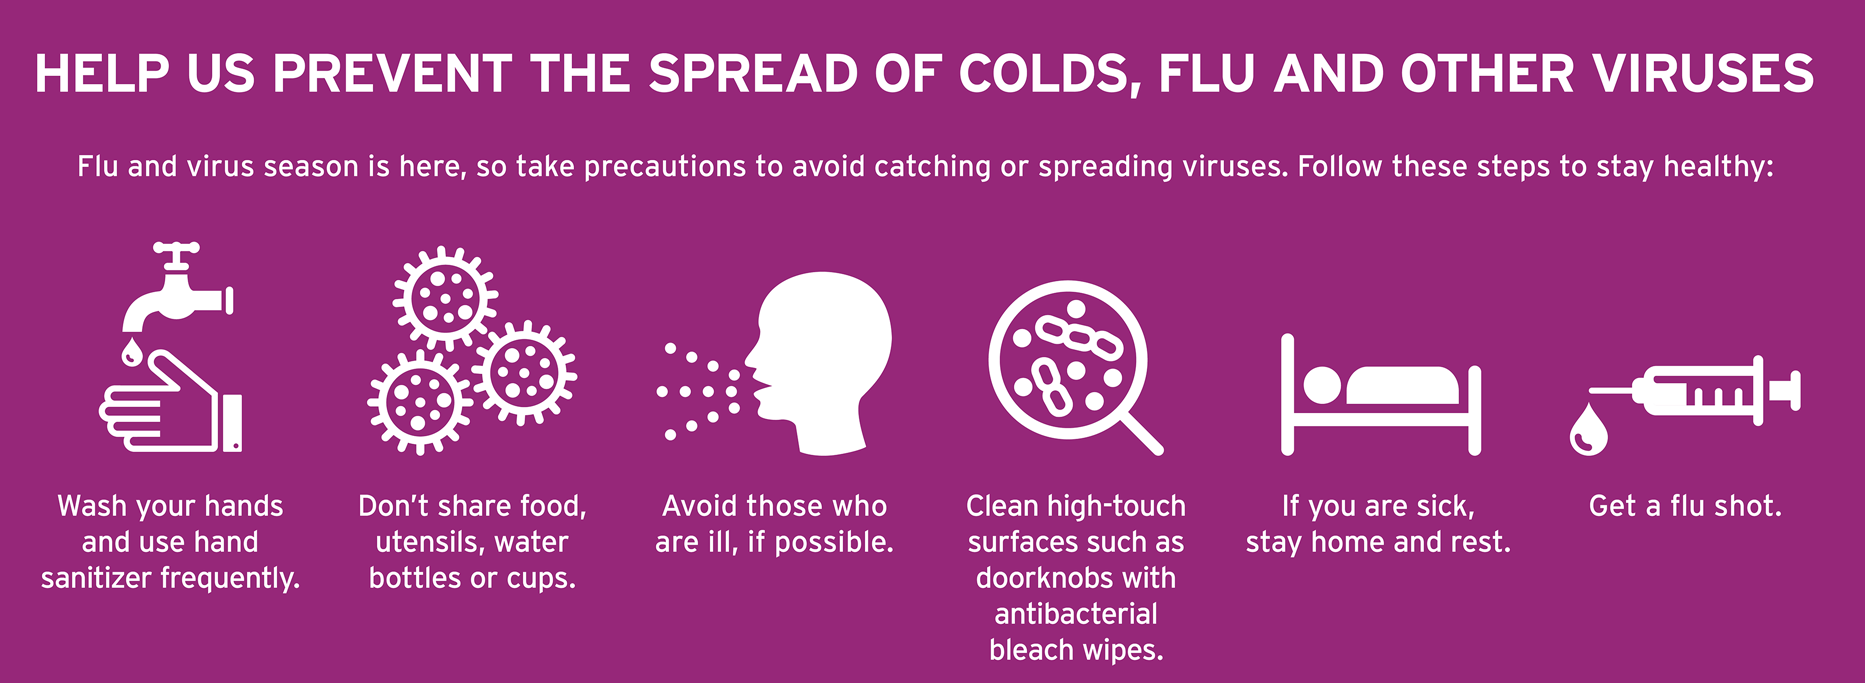 HELP US PREVENT THE SPREAD OF COLDS, FLU AND OTHER VIRUSES
Flu and virus season is here, so take precautions to avoid catching or spreading viruses. Follow these steps to stay healthy:
Wash your hands
and use hand
sanitizer frequently.
Don’t share food,
utensils, water
bottles or cups.
Avoid those who
are ill, if possible.
Clean high-touch
surfaces such as
doorknobs with
antibacterial
bleach wipes.
If you are sick,
stay home and rest.
Get a flu shot.